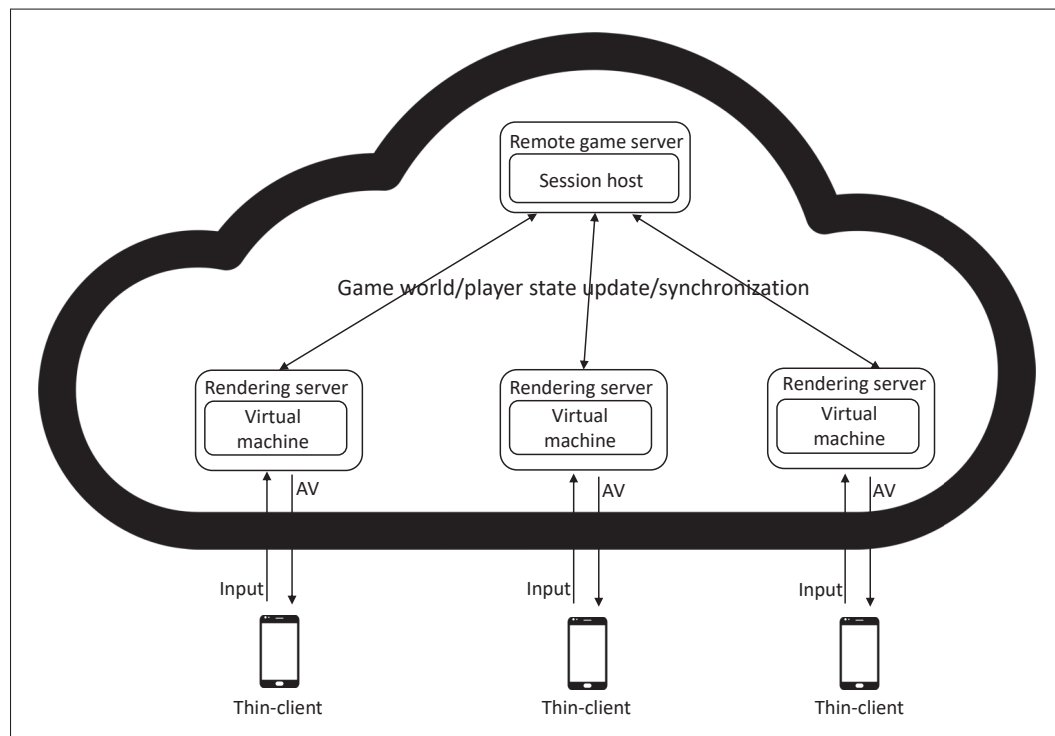 Remote game server
Session host
Game world/player state update/synchronization
Rendering server
Virtual
machine
Rendering server
Virtual
machine
Rendering server
Virtual
machine
AV
AV
AV
Input
Input
Input
Thin-client
Thin-client
Thin-client